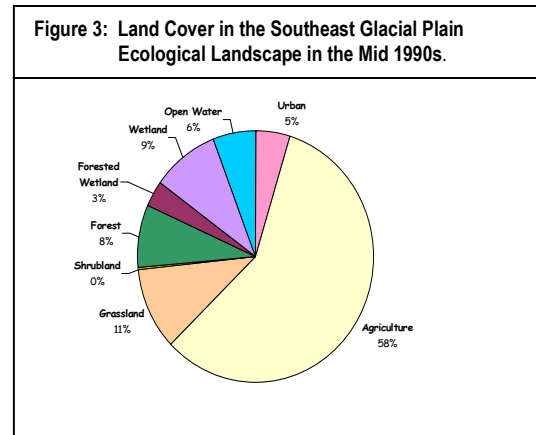 Figure 3: Land Cover in the Southeast Glacial Plain
Ecological Landscape in the Mid 1990s.
Urban
5%
Agriculture
58%
Grassland
11%
Shrubland
0%
Forest
8%
Forested
Wetland
3%
Wetland
9%
Open Water
6%